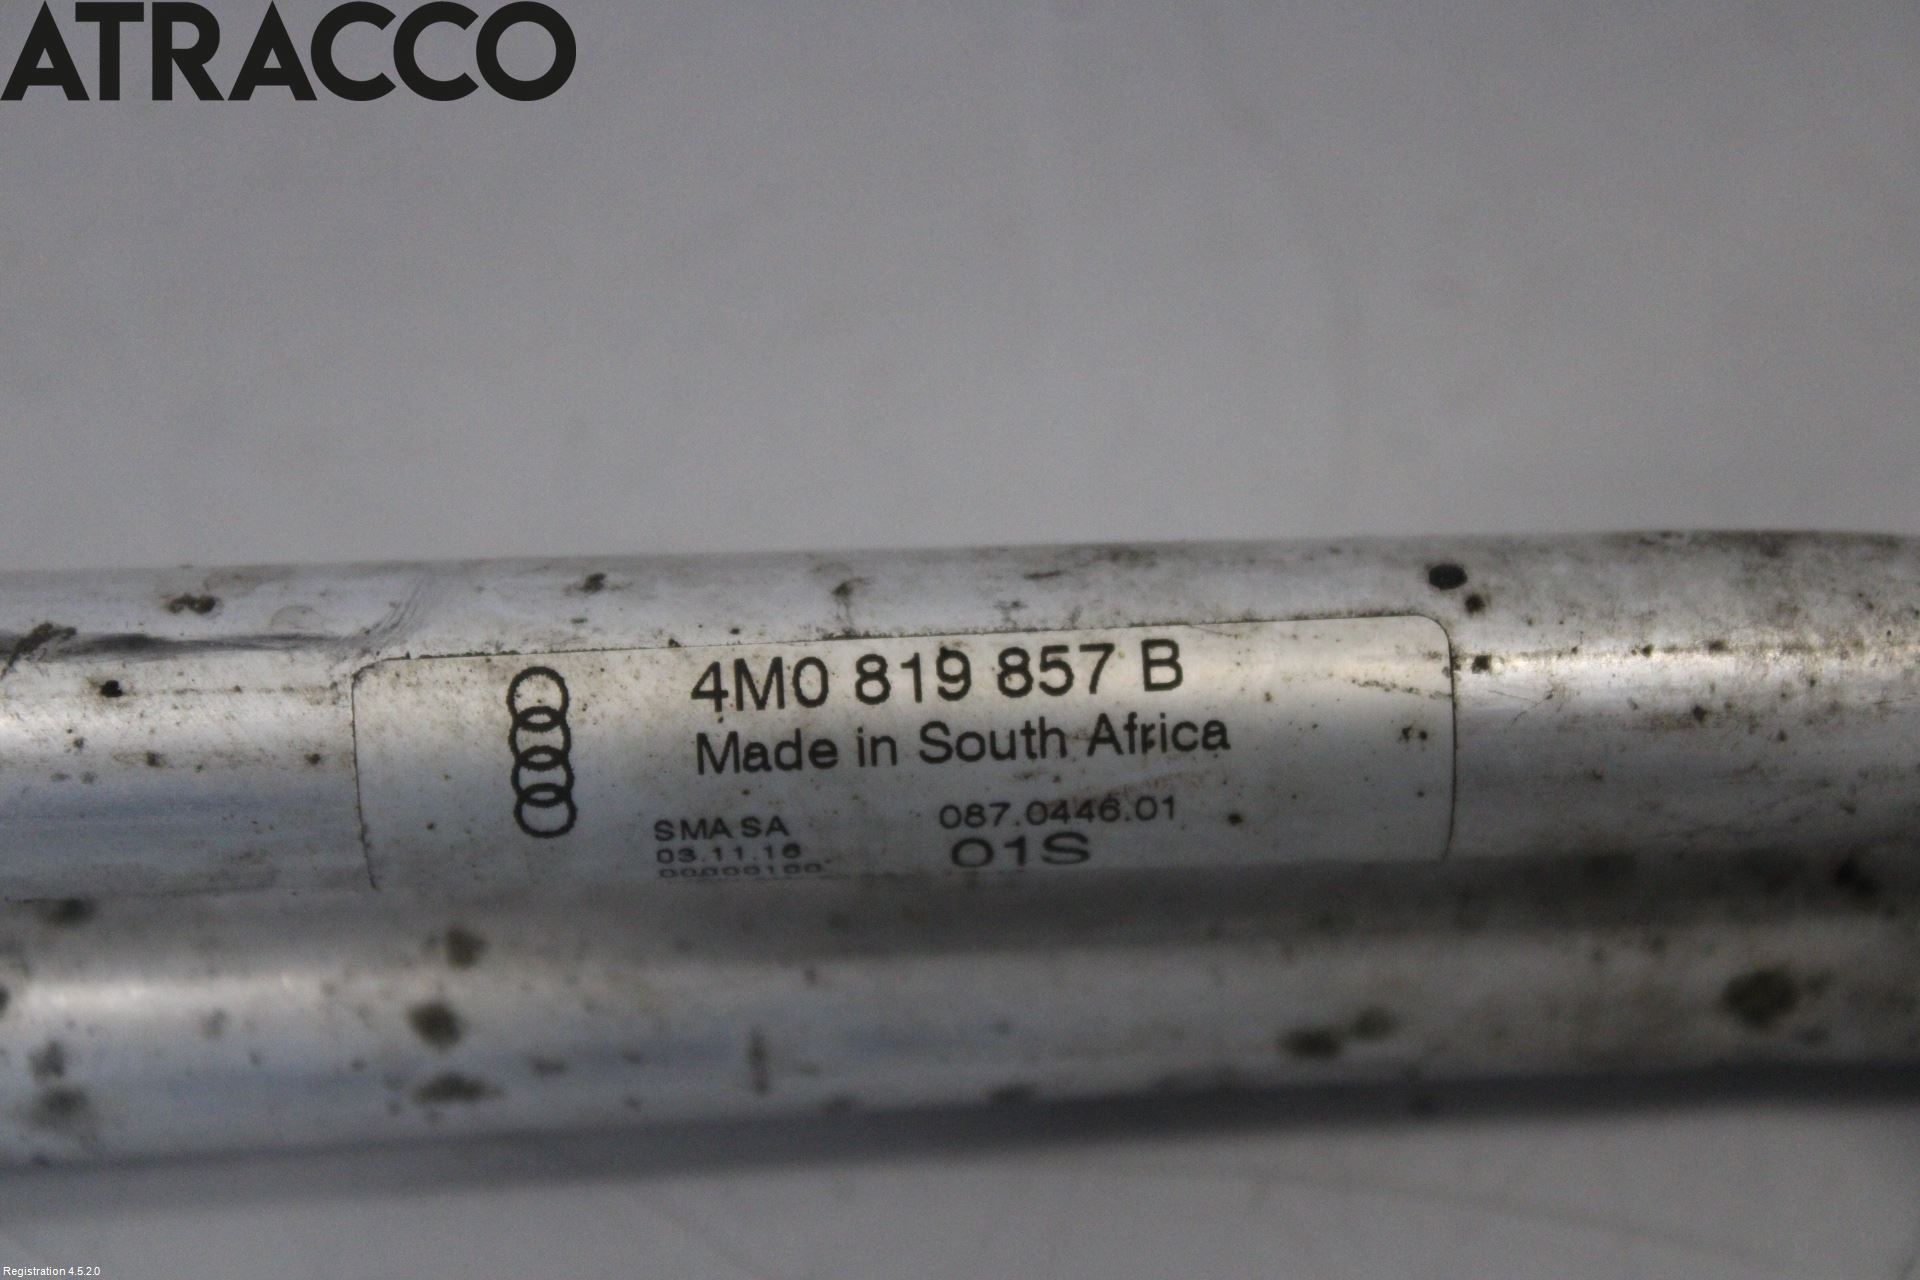 ATRACCO
4M0 819 857 B
Made in South Africa
SMA SA
087.0446.01
03.11.16
01S
00000100
Registration 4.5.2.0